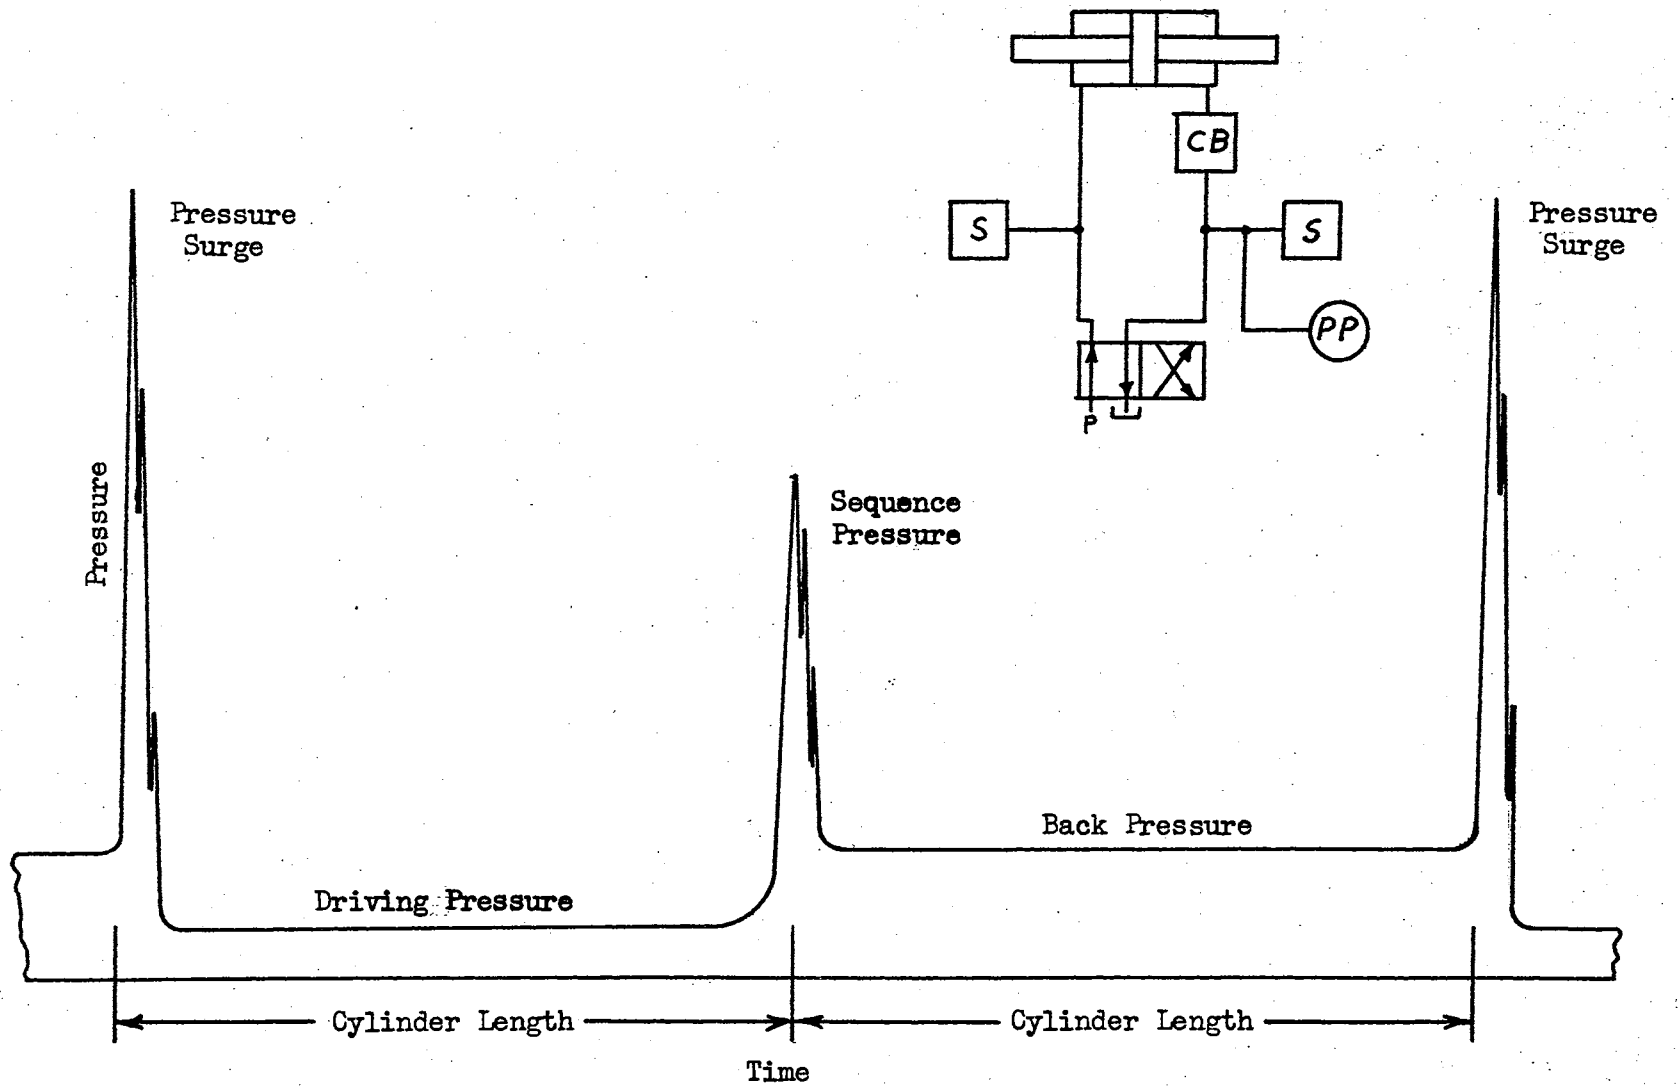 CB
S
S
PP
P
Pressure
Surge
Pressure
Surge
Pressure
Sequence
Pressure
Back Pressure
Driving Pressure
Cylinder Length
Cylinder Length
Time